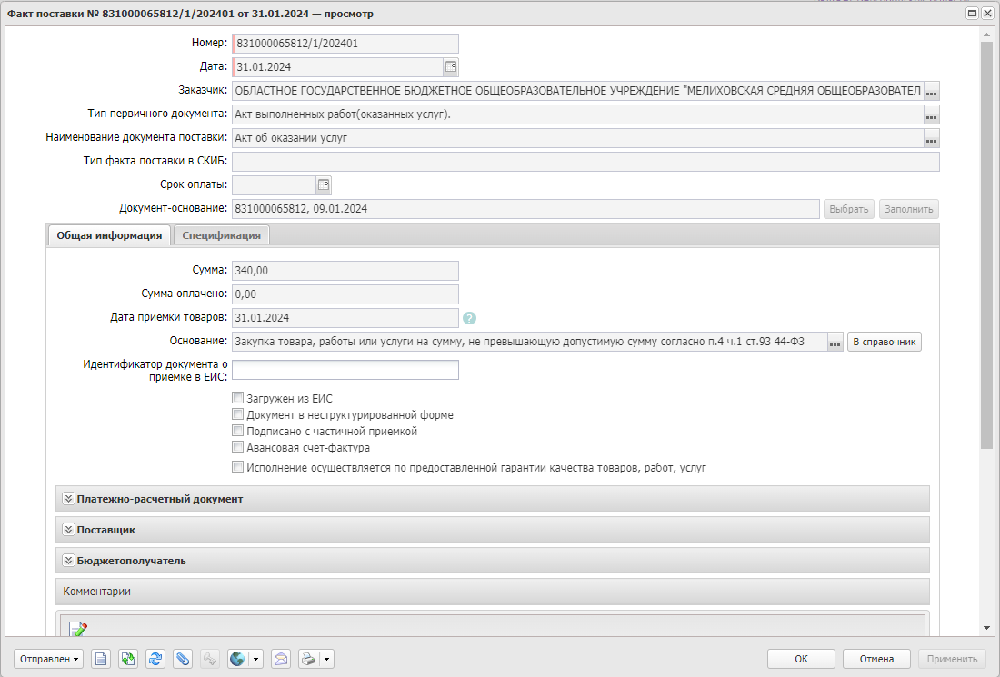 Факт поставки № 831000065812/1/202401 от 31.01.2024 — просмотр
Номер: 831000065812/1/202401
Дата: 31.01.2024
Заказчик: ОБЛАСТНОЕ ГОСУДАРСТВЕННОЕ БЮДЖЕТНОЕ ОБЩЕОБРАЗОВАТЕЛЬНОЕ УЧРЕЖДЕНИЕ "МЕЛИХОВСКАЯ СРЕДНЯЯ ОБЩЕОБРАЗОВАТЕЛ
Тип первичного документа: Акт выполненных работ(оказанных услуг).
Наименование документа поставки: Акт об оказании услуг
Тип факта поставки в СКИБ:
Срок оплаты:
Документ-основание: 831000065812, 09.01.2024 Выбрать Заполнить
Общая информация Спецификация
Сумма: 340,00
Сумма оплачено: 0,00
Дата приемки товаров: 31.01.2024 ?
Основание: Закупка товара, работы или услуги на сумму, не превышающую допустимую сумму согласно п.4 ч.1 ст.93 44-ФЗ В справочник
Идентификатор документа о
приёмке в ЕИС:
Загружен из ЕИС
Документ в неструктурированной форме
Подписано с частичной приемкой
Авансовая счет-фактура
Исполнение осуществляется по предоставленной гарантии качества товаров, работ, услуг
Платежно-расчетный документ
Поставщик
Бюджетополучатель
Комментарии
Отправлен ОК Отмена Применить